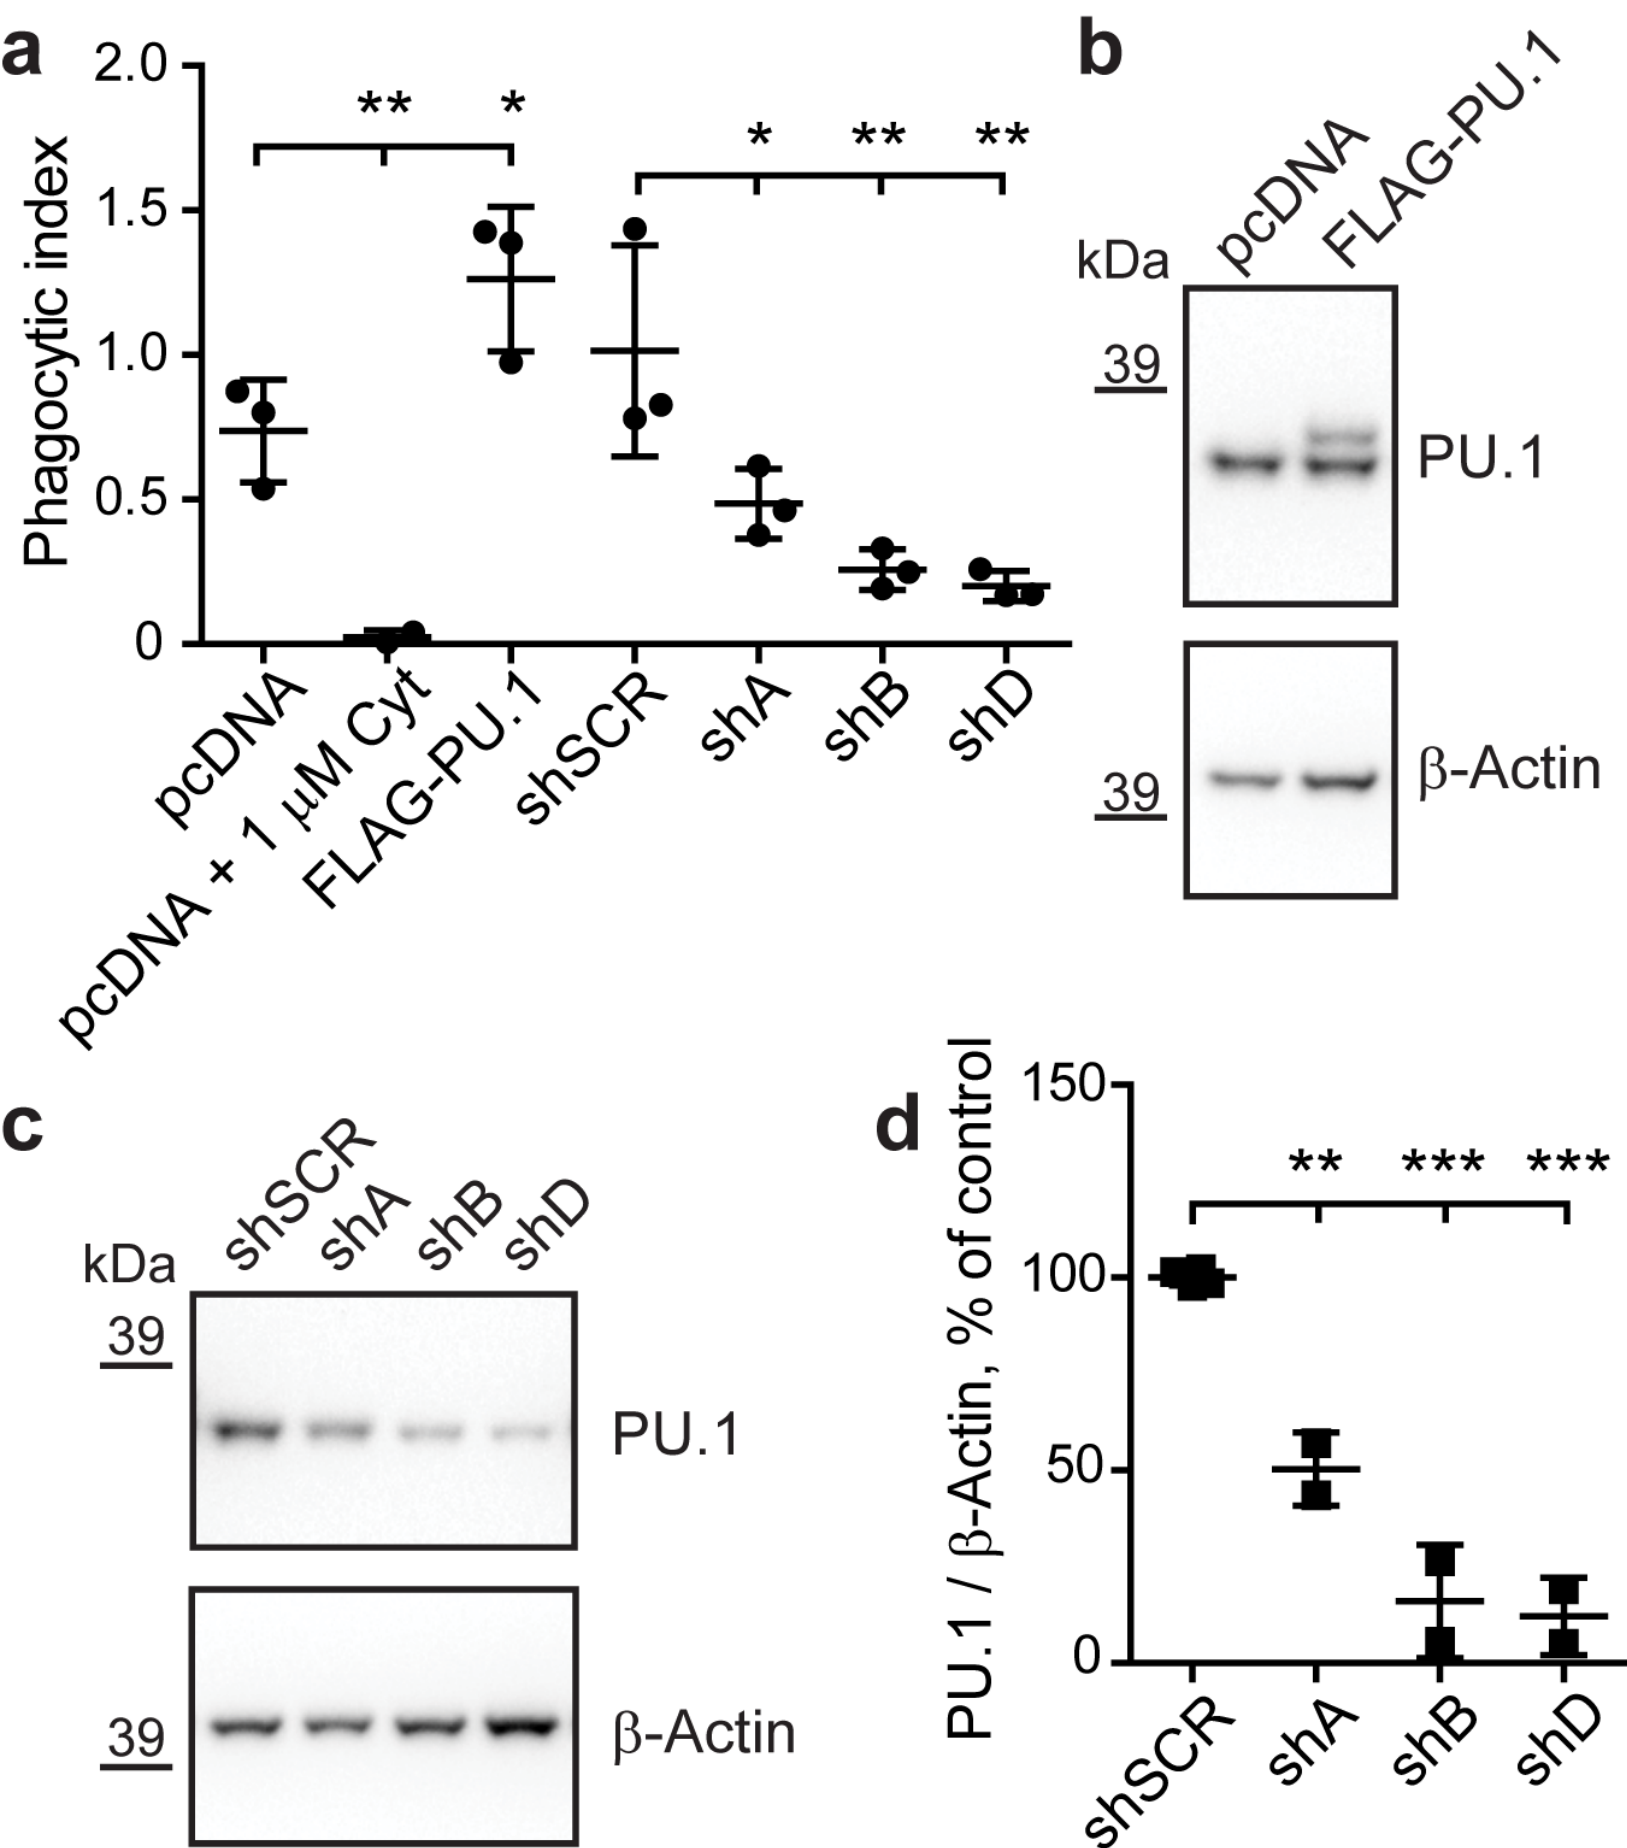 a
2.0
1.5
1.0
0.5
0
Phagocytic index
** *
* ** **
pcDNA
pcDNA + 1 μM Cyt
FLAG-PU.1
shSCR
shA
shB
shD
b
pcDNA
FLAG-PU.1
kDa
39
PU.1
39
β-Actin
c
shSCR
shA
shB
shD
kDa
39
PU.1
39
β-Actin
d
PU.1 / β-Actin, % of control
150
100
50
0
** *** ***
shSCR
shA
shB
shD